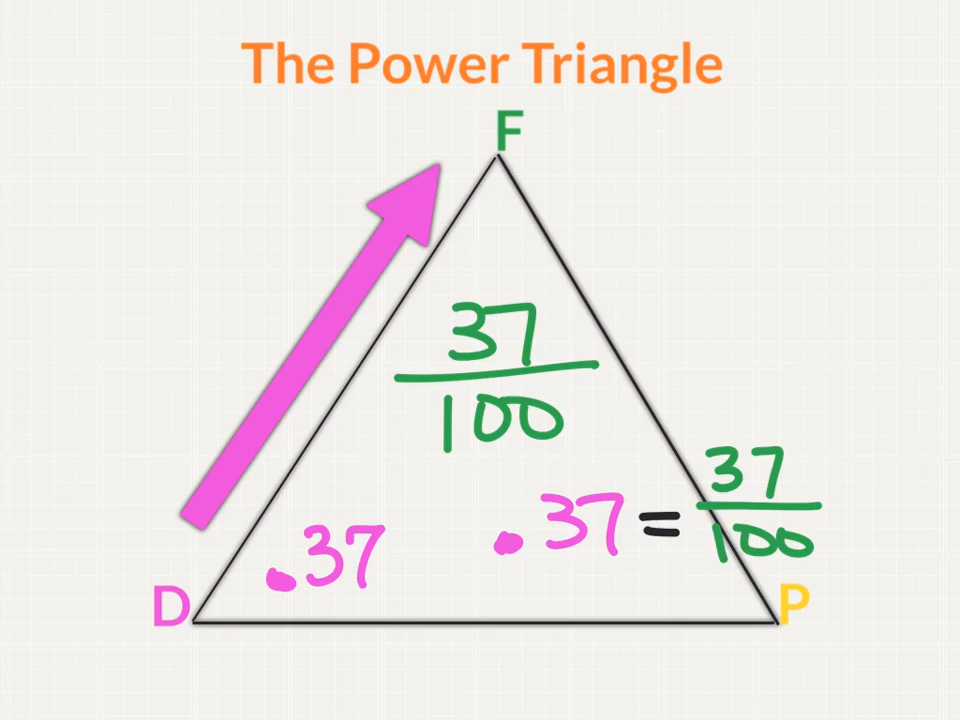 The Power Triangle
F
37
100
.37
.37 = 37
100
D
P